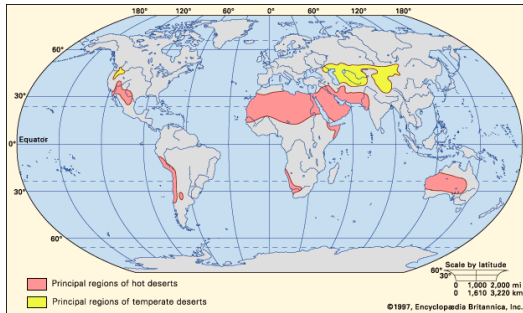 180° 120° 60° 0° 60° 120° 180°
60°
30°
0°
Equator
30°
60°
Principal regions of hot deserts
Principal regions of temperate deserts
Scale by latitude
60°
30°
0 1,000 2,000 mi
0 1,610 3,220 km
©1997, Encyclopædia Britannica, Inc.